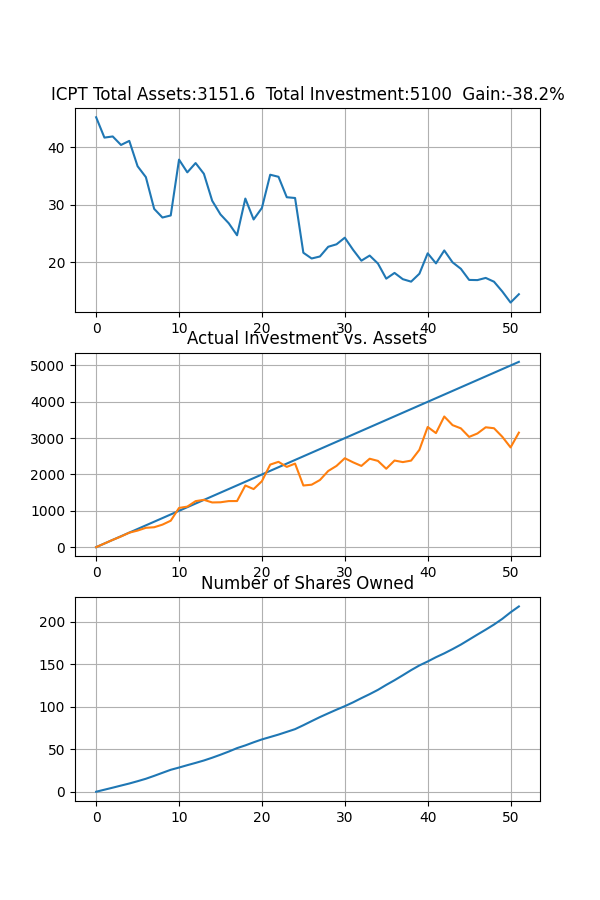 ICPT Total Assets:3151.6  Total Investment:5100  Gain:-38.2%
40
30
20
0 10 20 30 40 50
Actual Investment vs. Assets
5000
4000
3000
2000
1000
0
0 10 20 30 40 50
Number of Shares Owned
200
150
100
50
0
0 10 20 30 40 50